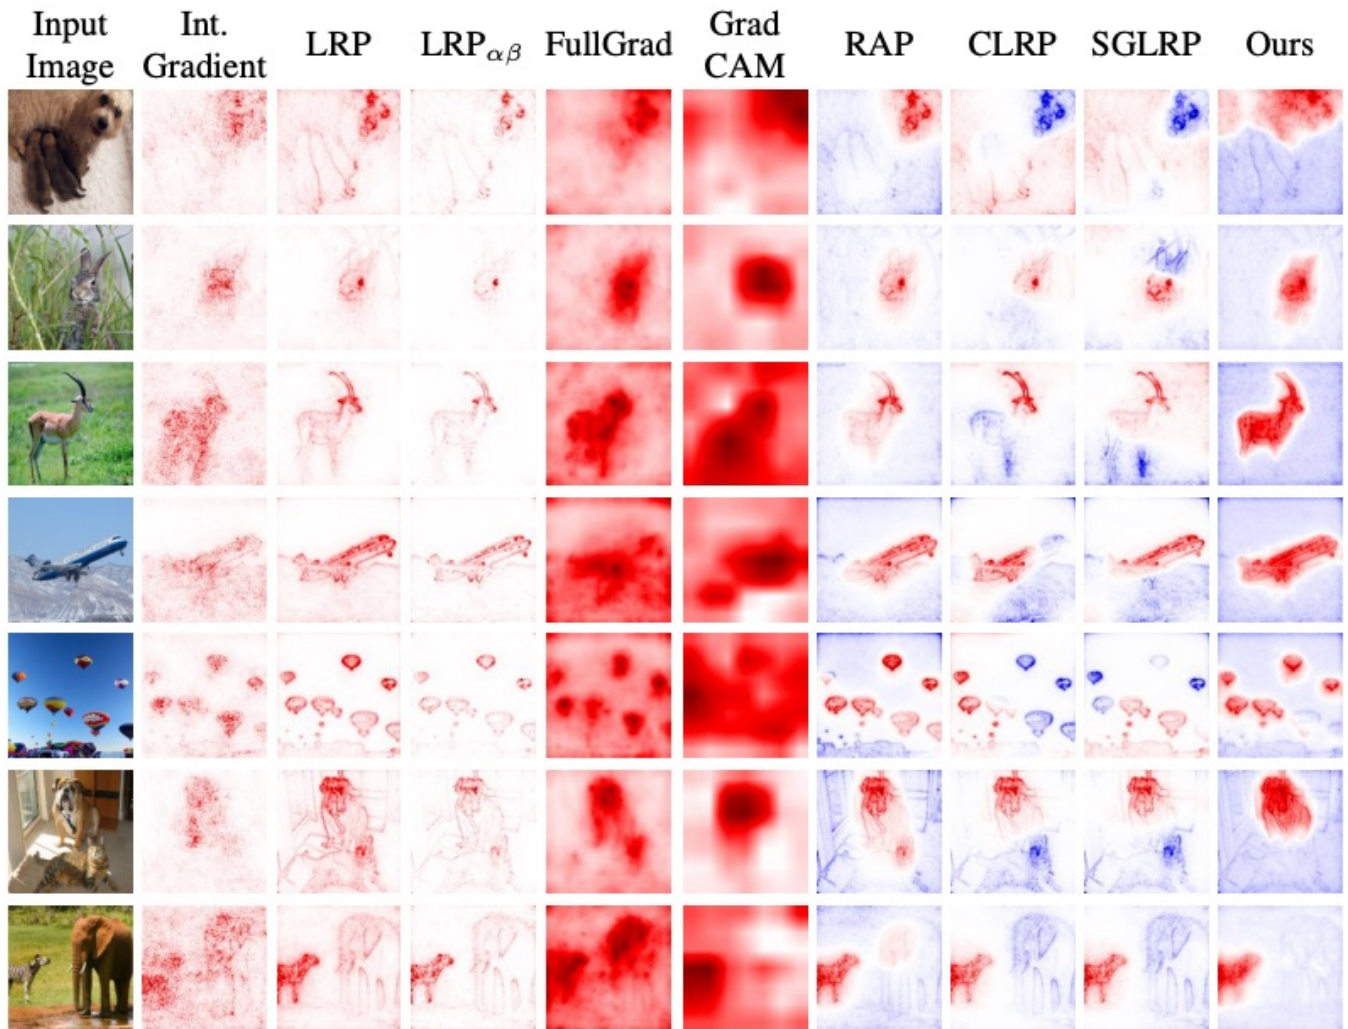 Input Image
Int. Gradient
LRP
LRPαβ
FullGrad
Grad CAM
RAP
CLRP
SGLRP
Ours